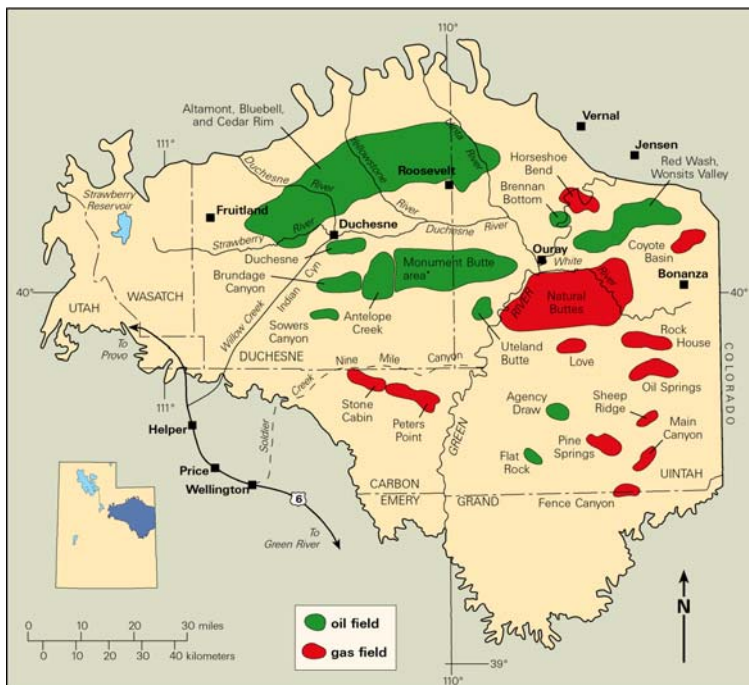 110°
Vernal
Altamont, Bluebell,
and Cedar Rim
Jensen
111°
Yellowstone
River
Uinta
River
Horseshoe
Bend
Red Wash,
Wonsits Valley
Duchesne
River
Roosevelt
Brennan
Bottom
Strawberry
Reservoir
Fruitland
Strawberry
River
Duchesne
Duchesne River
Ouray
White
River
Coyote
Basin
Duchesne
Brundage
Canyon
Indian Cyn
Monument Butte
area*
Bonanza
40°
WASATCH
UTAH
Willow Creek
Antelope
Creek
Natural
Buttes
40°
Sowers
Canyon
Uteland
Butte
Love
Rock
House
To
Provo
DUCHESNE
Nine Mile Canyon
Creek
Oil Springs
COLORADO
111°
Stone
Cabin
Peters
Point
GREEN
RIVER
Agency
Draw
Sheep
Ridge
Main
Canyon
Helper
Soldier
Flat
Rock
Pine
Springs
Price
Wellington
6
CARBON
EMERY
GRAND
UINTAH
Fence Canyon
To
Green River
N
0 10 20 30 miles
0 10 20 30 40 kilometers
oil field
gas field
39°
110°